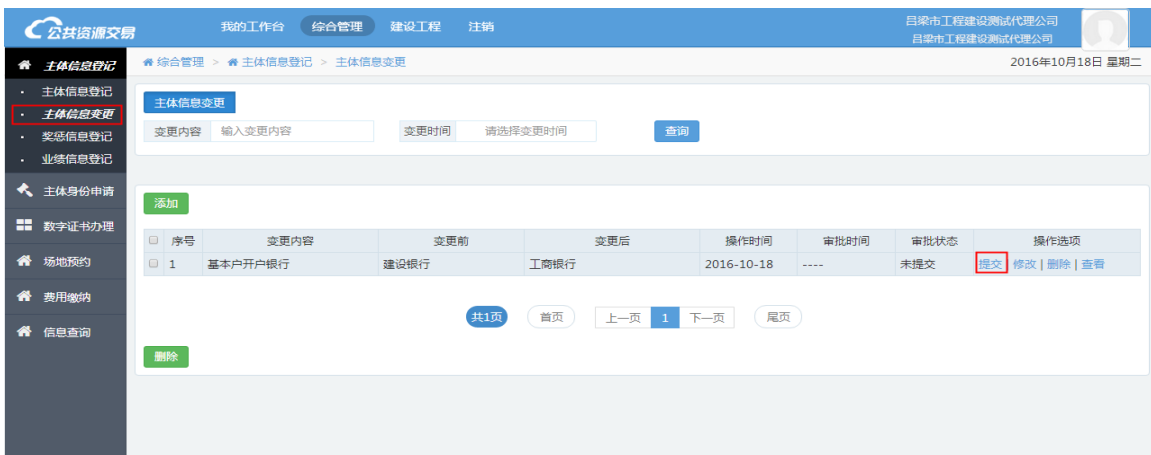 公共资源交易 我的工作台 综合管理 建设工程 注销 吕梁市工程建设测试代理公司
吕梁市工程建设测试代理公司
主体信息登记 综合管理 > 主体信息登记 > 主体信息变更 2016年10月18日 星期二
主体信息登记
主体信息变更
主体信息变更
奖惩信息登记 变更内容 输入变更内容 变更时间 请选择变更时间 查询
业绩信息登记
主体身份申请
添加
数字证书办理
序号 变更内容 变更前 变更后 操作时间 审批时间 审批状态 操作选项
场地预约 1 基本户开户银行 建设银行 工商银行 2016-10-18 ---- 未提交 提交 修改 | 删除 | 查看
费用缴纳
共1页 首页 上一页 1 下一页 尾页
信息查询
删除